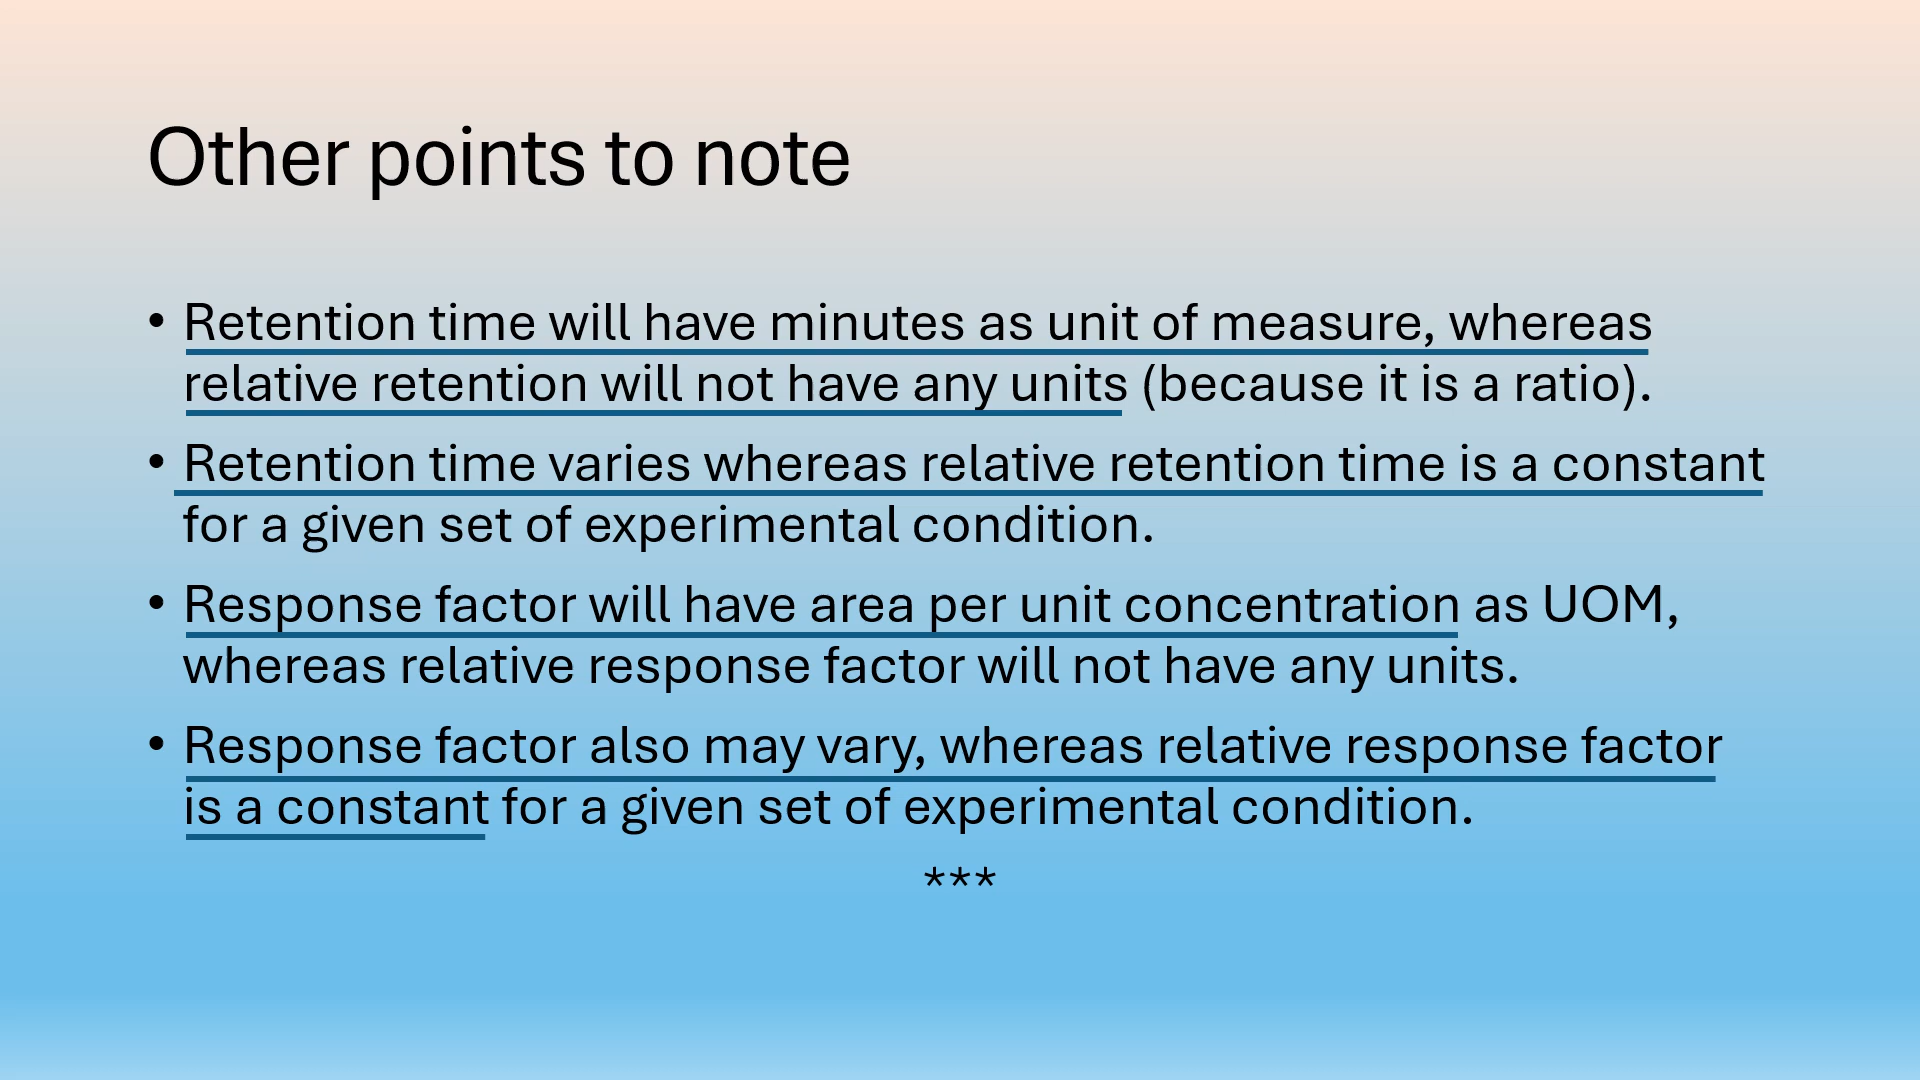 Other points to note
• Retention time will have minutes as unit of measure, whereas
relative retention will not have any units (because it is a ratio).
• Retention time varies whereas relative retention time is a constant
for a given set of experimental condition.
• Response factor will have area per unit concentration as UOM,
whereas relative response factor will not have any units.
• Response factor also may vary, whereas relative response factor
is a constant for a given set of experimental condition.
***